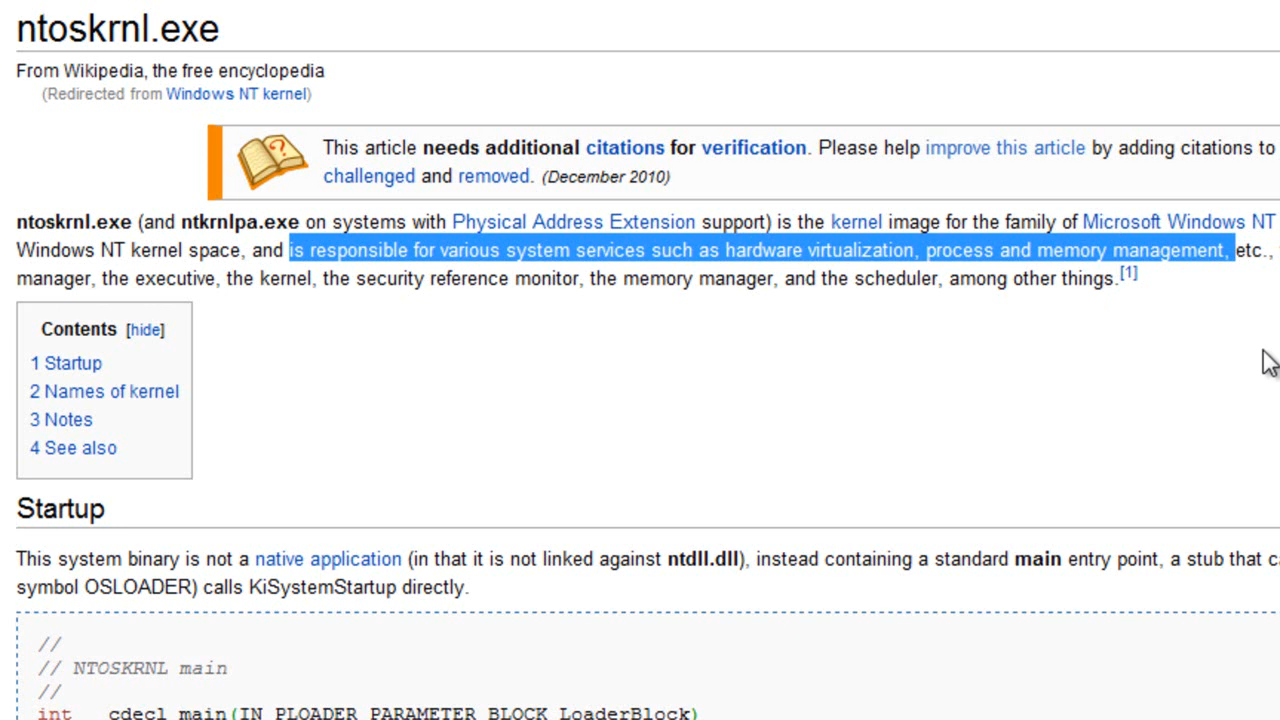 ntoskrnl.exe
From Wikipedia, the free encyclopedia
(Redirected from Windows NT kernel)
This article needs additional citations for verification. Please help improve this article by adding citations to
challenged and removed. (December 2010)
ntoskrnl.exe (and ntkrnlpa.exe on systems with Physical Address Extension support) is the kernel image for the family of Microsoft Windows NT
Windows NT kernel space, and is responsible for various system services such as hardware virtualization, process and memory management, etc.,
manager, the executive, the kernel, the security reference monitor, the memory manager, and the scheduler, among other things.[1]
Contents [hide]
1 Startup
2 Names of kernel
3 Notes
4 See also
Startup
This system binary is not a native application (in that it is not linked against ntdll.dll), instead containing a standard main entry point, a stub that
symbol OSLOADER) calls KiSystemStartup directly.
//
// NTOSKRNL main
//
int cdecl main(IN PLOADER_PARAMETER_BLOCK LoaderBlock)